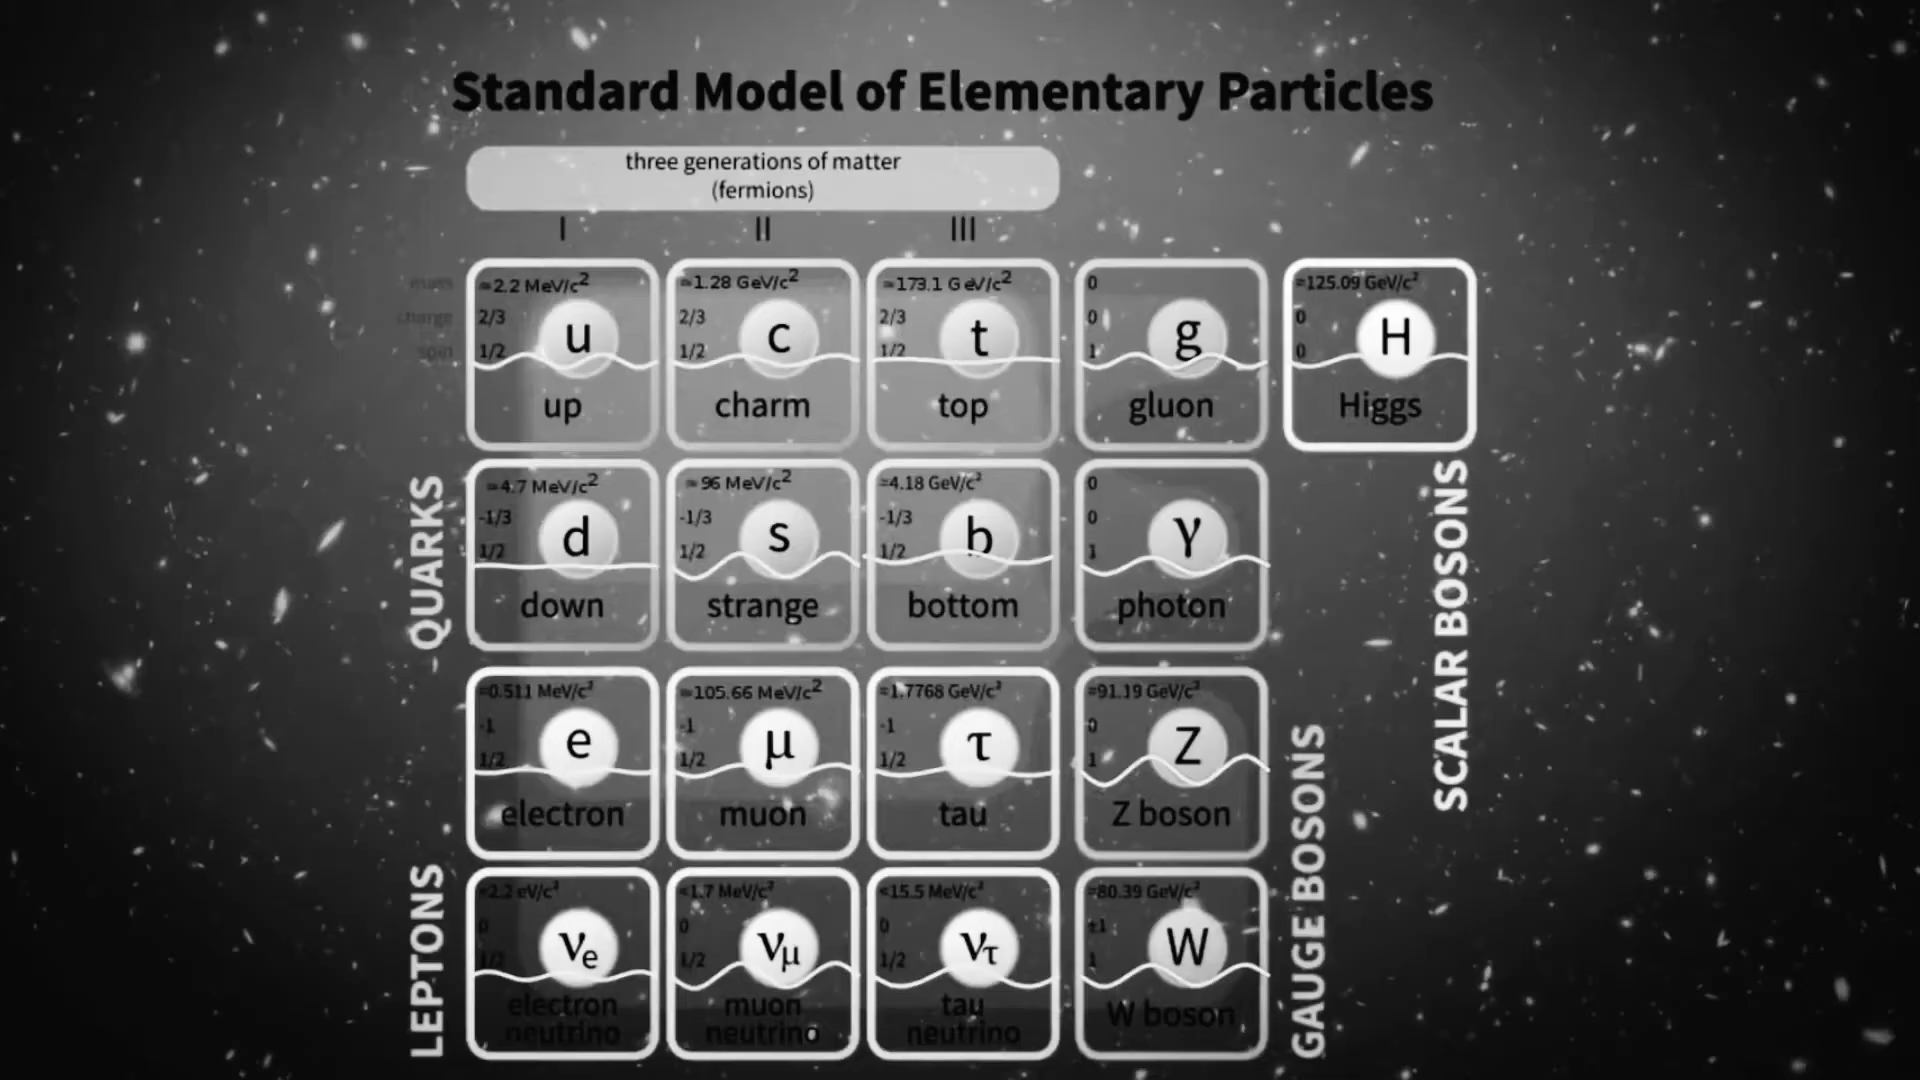 Standard Model of Elementary Particles
three generations of matter
(fermions)
I II III
mass
charge
spin
≃2.2 MeV/c²
2/3
1/2
u
up
≃1.28 GeV/c²
2/3
1/2
c
charm
≃173.1 GeV/c²
2/3
1/2
t
top
0
0
1
g
gluon
≃125.09 GeV/c²
0
0
H
Higgs
QUARKS
≃4.7 MeV/c²
-1/3
1/2
d
down
≃96 MeV/c²
-1/3
1/2
s
strange
≃4.18 GeV/c²
-1/3
1/2
b
bottom
0
0
1
γ
photon
SCALAR BOSONS
≃0.511 MeV/c²
-1
1/2
e
electron
≃105.66 MeV/c²
-1
1/2
μ
muon
≃1.7768 GeV/c²
-1
1/2
τ
tau
≃91.19 GeV/c²
0
1
Z
Z boson
GAUGE BOSONS
LEPTONS
<2.2 eV/c²
0
1/2
νe
electron
neutrino
<1.7 MeV/c²
0
1/2
νμ
muon
neutrino
<15.5 MeV/c²
0
1/2
ντ
tau
neutrino
≃80.39 GeV/c²
±1
1
W
W boson